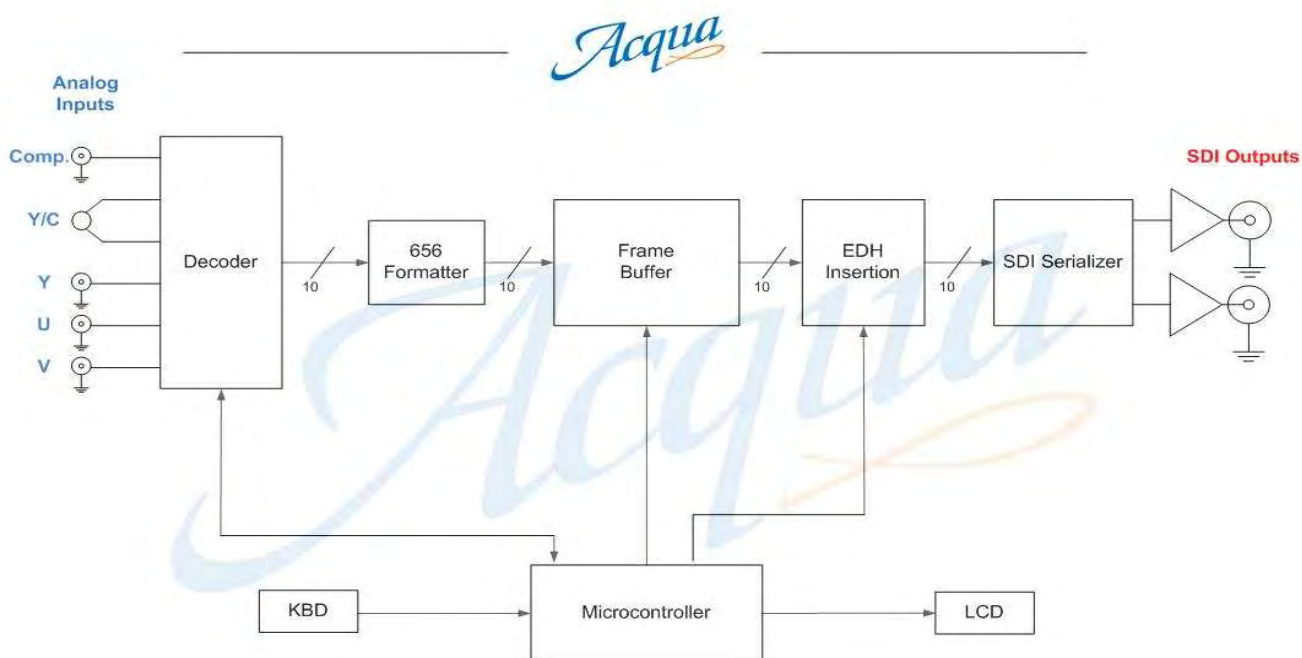 Acqua
Analog
Inputs
SDI Outputs
Comp.
Y/C
Y
U
V
Decoder
10
656
Formatter
10
Frame
Buffer
10
EDH
Insertion
10
SDI Serializer
Acqua
KBD
Microcontroller
LCD